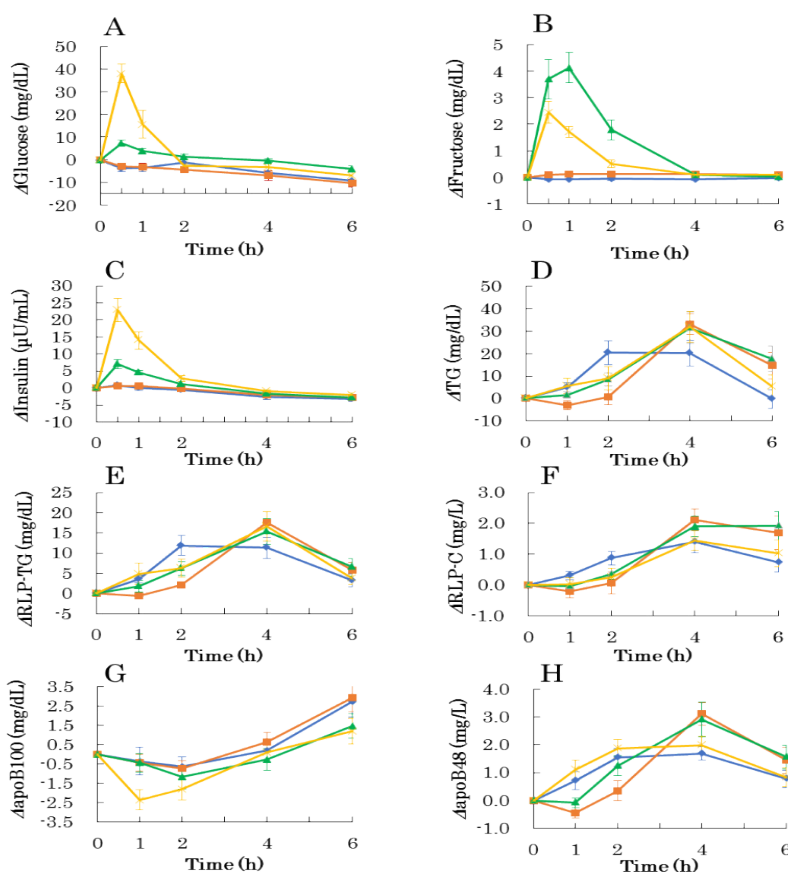 A
ΔGlucose (mg/dL)
50
40
30
20
10
0
-10
-20
0 1 2 4 6
Time (h)
B
ΔFructose (mg/dL)
5
4
3
2
1
0
-1
0 1 2 4 6
Time (h)
C
ΔInsulin (μU/mL)
30
25
20
15
10
5
0
-5
-10
0 1 2 4 6
Time (h)
D
ΔTG (mg/dL)
50
40
30
20
10
0
-10
0 1 2 4 6
Time (h)
E
ΔRLP-TG (mg/dL)
25
20
15
10
5
0
-5
0 1 2 4 6
Time (h)
F
ΔRLP-C (mg/L)
3.0
2.0
1.0
0.0
-1.0
0 1 2 4 6
Time (h)
G
ΔapoB100 (mg/dL)
3.5
2.5
1.5
0.5
-0.5
-1.5
-2.5
-3.5
0 1 2 4 6
Time (h)
H
ΔapoB48 (mg/L)
4.0
3.0
2.0
1.0
0.0
-1.0
0 1 2 4 6
Time (h)